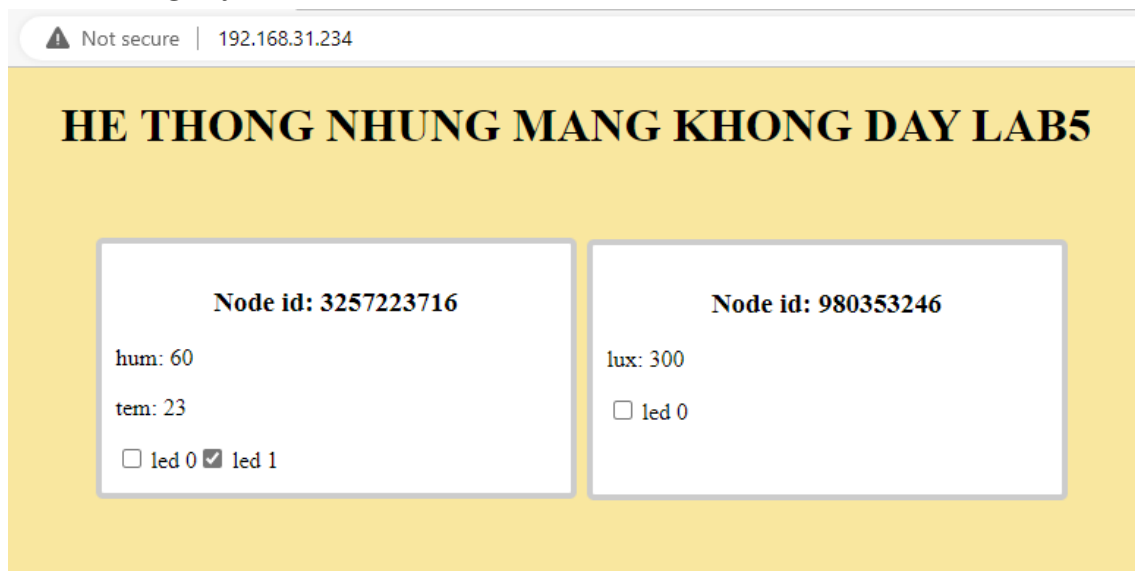 Not secure | 192.168.31.234
HE THONG NHUNG MANG KHONG DAY LAB5
Node id: 3257223716
hum: 60
tem: 23
led 0 led 1
Node id: 980353246
lux: 300
led 0